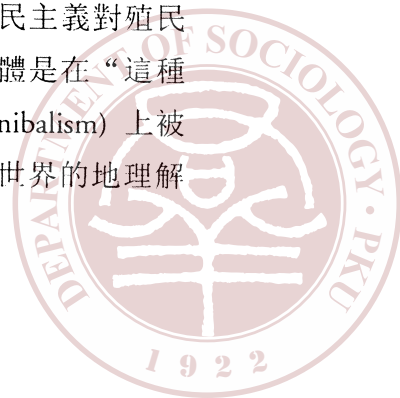 民主義對殖民
體是在“這種
nibalism) 上被
世界的地理解
DEPARTMENT OF SOCIOLOGY · PKU
1922